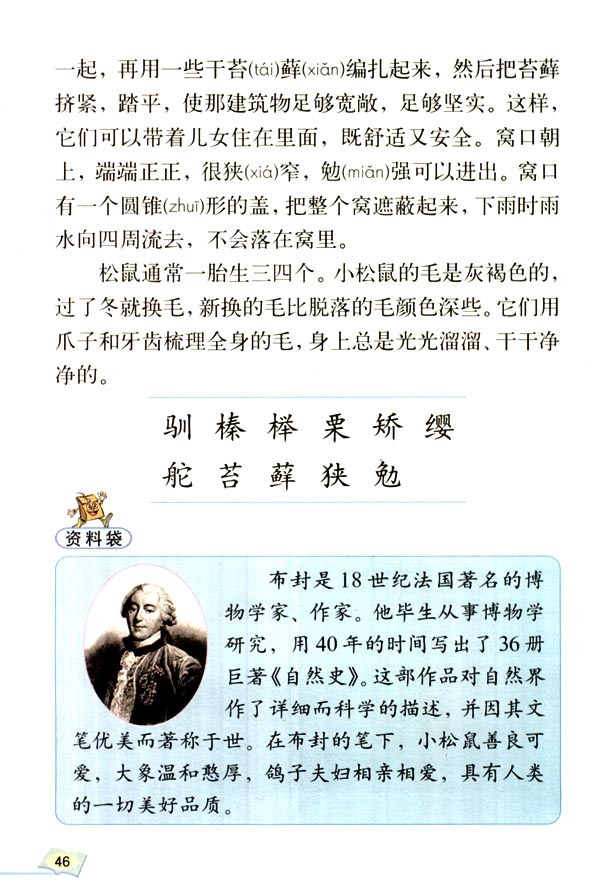 一起，再用一些干苔(tái)藓(xiǎn)编扎起来，然后把苔藓
挤紧，踏平，使那建筑物足够宽敞，足够坚实。这样，
它们可以带着儿女住在里面，既舒适又安全。窝口朝
上，端端正正，很狭(xiá)窄，勉(miǎn)强可以进出。窝口
有一个圆锥(zhuī)形的盖，把整个窝遮蔽起来，下雨时雨
水向四周流去，不会落在窝里。
松鼠通常一胎生三四个。小松鼠的毛是灰褐色的，
过了冬就换毛，新换的毛比脱落的毛颜色深些。它们用
爪子和牙齿梳理全身的毛，身上总是光光溜溜、干干净
净的。
驯 榛 榉 栗 矫 缨
舵 苔 藓 狭 勉
资料袋
布封是18世纪法国著名的博
物学家、作家。他毕生从事博物学
研究，用40年的时间写出了36册
巨著《自然史》。这部作品对自然界
作了详细而科学的描述，并因其文
笔优美而著称于世。在布封的笔下，小松鼠善良可
爱，大象温和憨厚，鸽子夫妇相亲相爱，具有人类
的一切美好品质。
46